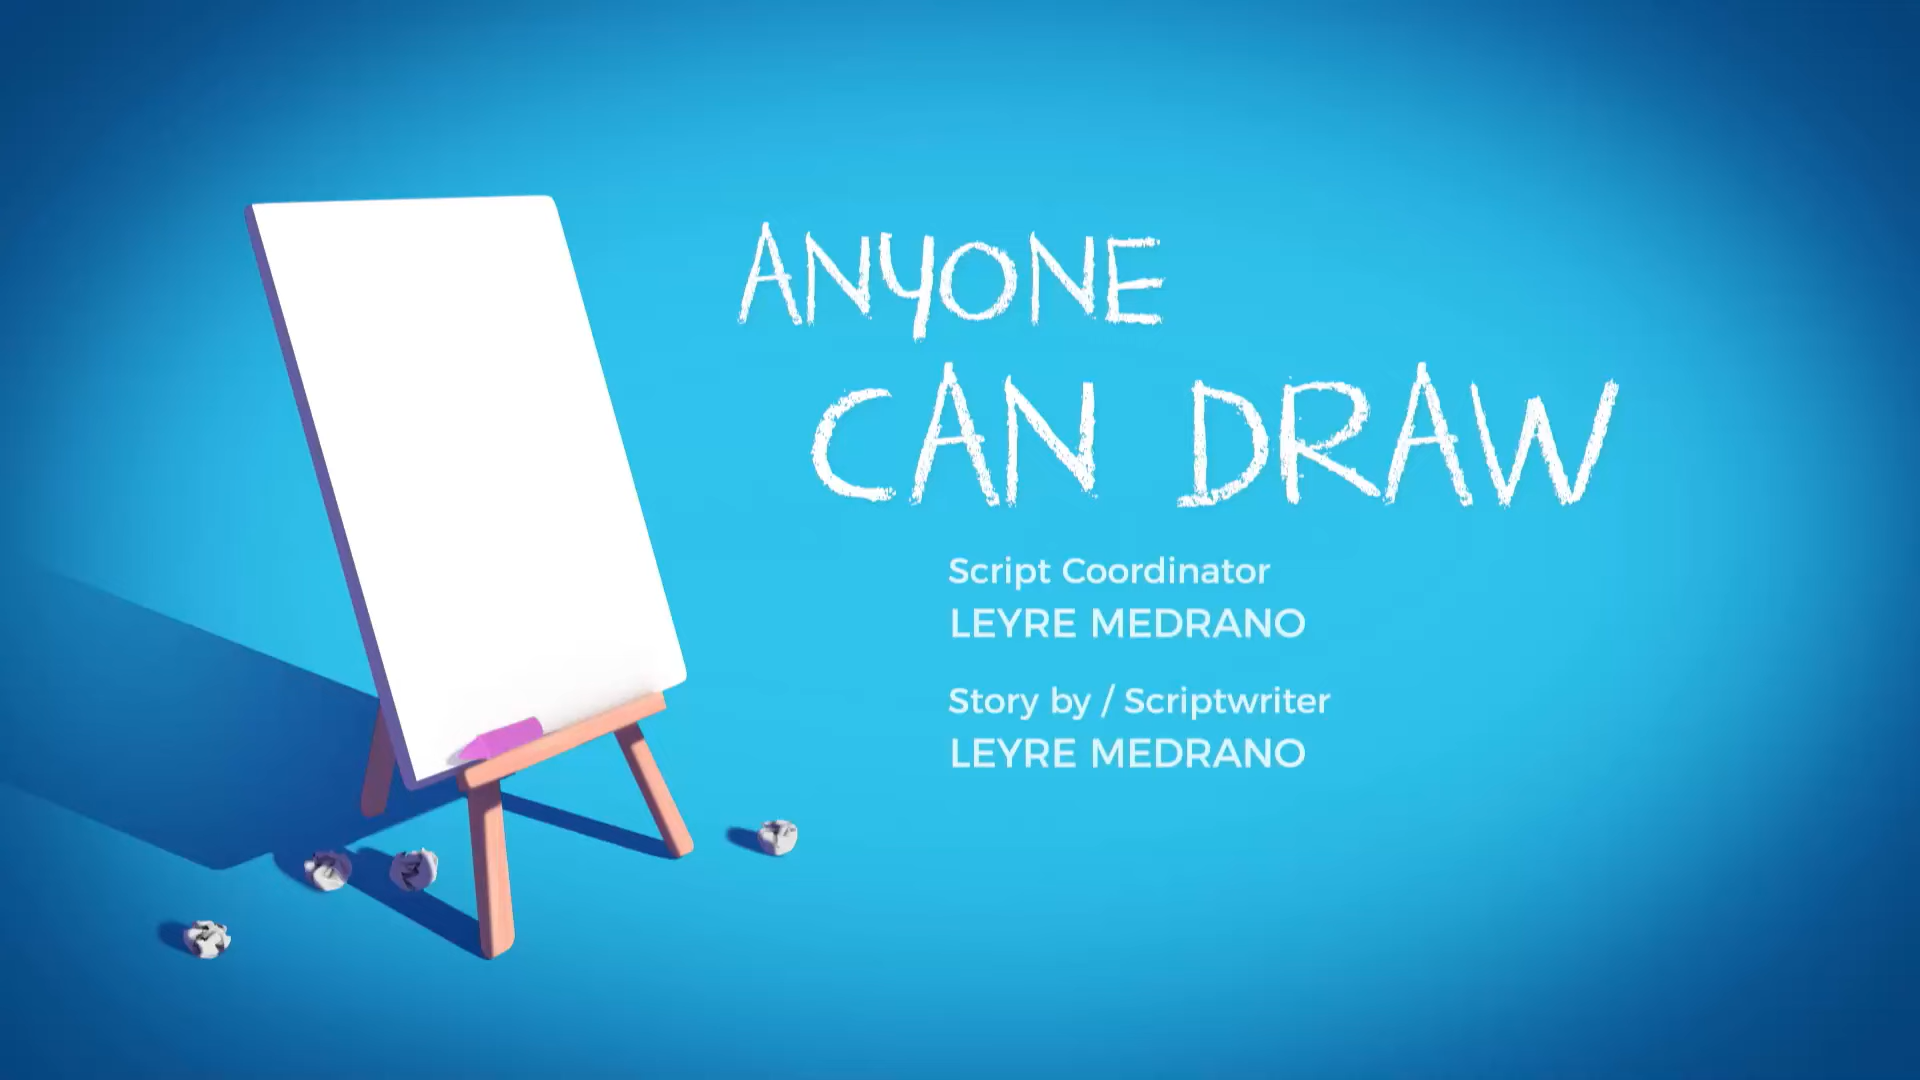 ANYONE
CAN DRAW
Script Coordinator
LEYRE MEDRANO
Story by / Scriptwriter
LEYRE MEDRANO